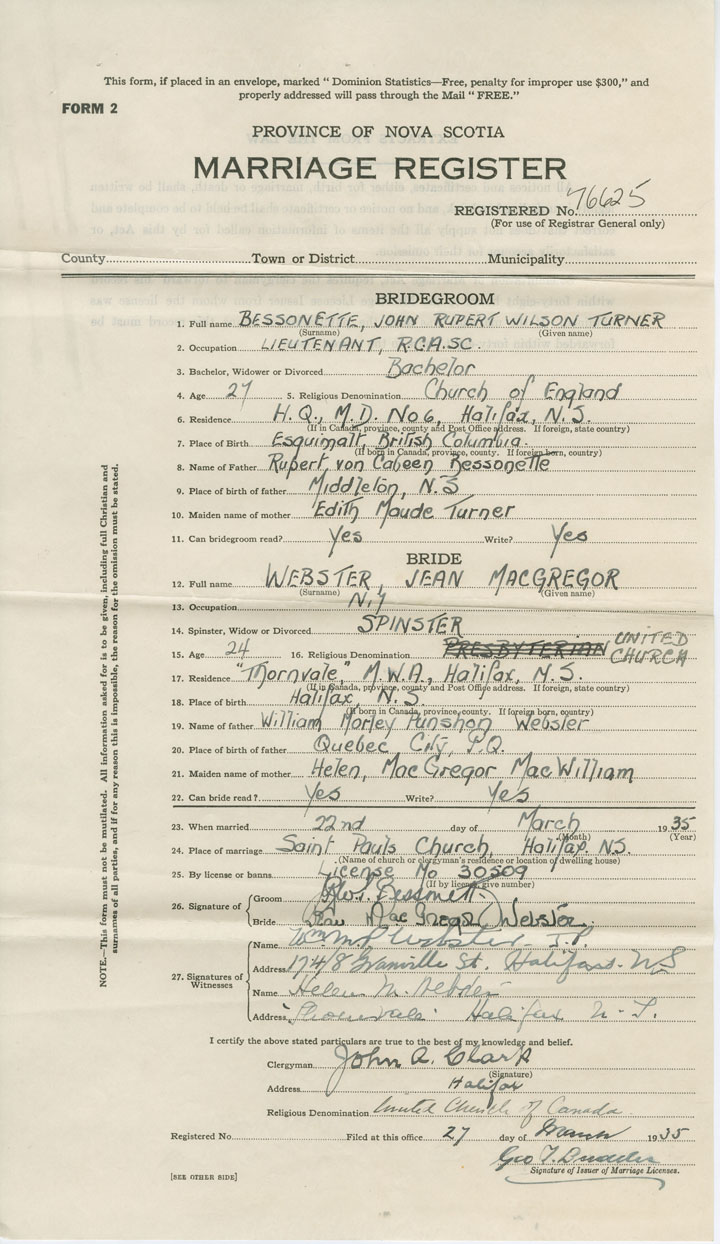 This form, if placed in an envelope, marked " Dominion Statistics—Free, penalty for improper use $300," and
properly addressed will pass through the Mail " FREE."
FORM 2
PROVINCE OF NOVA SCOTIA
MARRIAGE REGISTER
REGISTERED No. 76625
(For use of Registrar General only)
County Town or District Municipality
BRIDEGROOM
1. Full name BESSONETTE, JOHN RUPERT WILSON TURNER
(Surname) (Given name)
2. Occupation LIEUTENANT, R.C.A.S.C.
3. Bachelor, Widower or Divorced Bachelor
4. Age 27 5. Religious Denomination Church of England
6. Residence H.Q., M.D. No 6, Halifax, N.S.
(If in Canada, province, county and Post Office address. If foreign, state country)
7. Place of Birth Esquimalt, British Columbia.
(If born in Canada, province, county. If foreign born, country)
8. Name of Father Rupert von Cabeen Bessonette
9. Place of birth of father Middleton, N.S
10. Maiden name of mother Edith Maude Turner
11. Can bridegroom read? Yes Write? Yes
BRIDE
12. Full name WEBSTER, JEAN MACGREGOR
(Surname) (Given name)
13. Occupation
14. Spinster, Widow or Divorced SPINSTER
15. Age 24 16. Religious Denomination PRESBYTERIAN UNITED CHURCH
17. Residence "Thornvale," M.W.A., Halifax, N.S.
(If in Canada, province, county and Post Office address. If foreign, state country)
18. Place of birth Halifax, N.S.
(If born in Canada, province, county. If foreign born, country)
19. Name of father William Morley Punshon Webster
20. Place of birth of father Quebec City, P.Q.
21. Maiden name of mother Helen, MacGregor MacWilliam
22. Can bride read? Yes Write? Yes
23. When married 22nd day of March 1935
(Month) (Year)
24. Place of marriage Saint Pauls Church, Halifax. N.S.
(Name of church or clergyman's residence or location of dwelling house)
25. By license or banns License No 30509
(If by license, give number)
26. Signature of Groom Bessonett
Bride Jean MacGregor Webster.
27. Signatures of Witnesses
Name Wm M P Webster J.P.
Address 174/8 Granville St. Halifax. N S
Name Helen M. Webster
Address Thornvale Halifax N. S.
I certify the above stated particulars are true to the best of my knowledge and belief.
Clergyman John A. Clark
(Signature)
Address Halifax
Religious Denomination United Church of Canada.
Registered No. Filed at this office 27 day of March 1935
Geo T.
Signature of Issuer of Marriage Licenses.
[SEE OTHER SIDE]
NOTE.—This form must not be mutilated. All information asked for is to be given, including full Christian and
surnames of all parties, and if for any reason this is impossible, the reason for the omission must be stated.